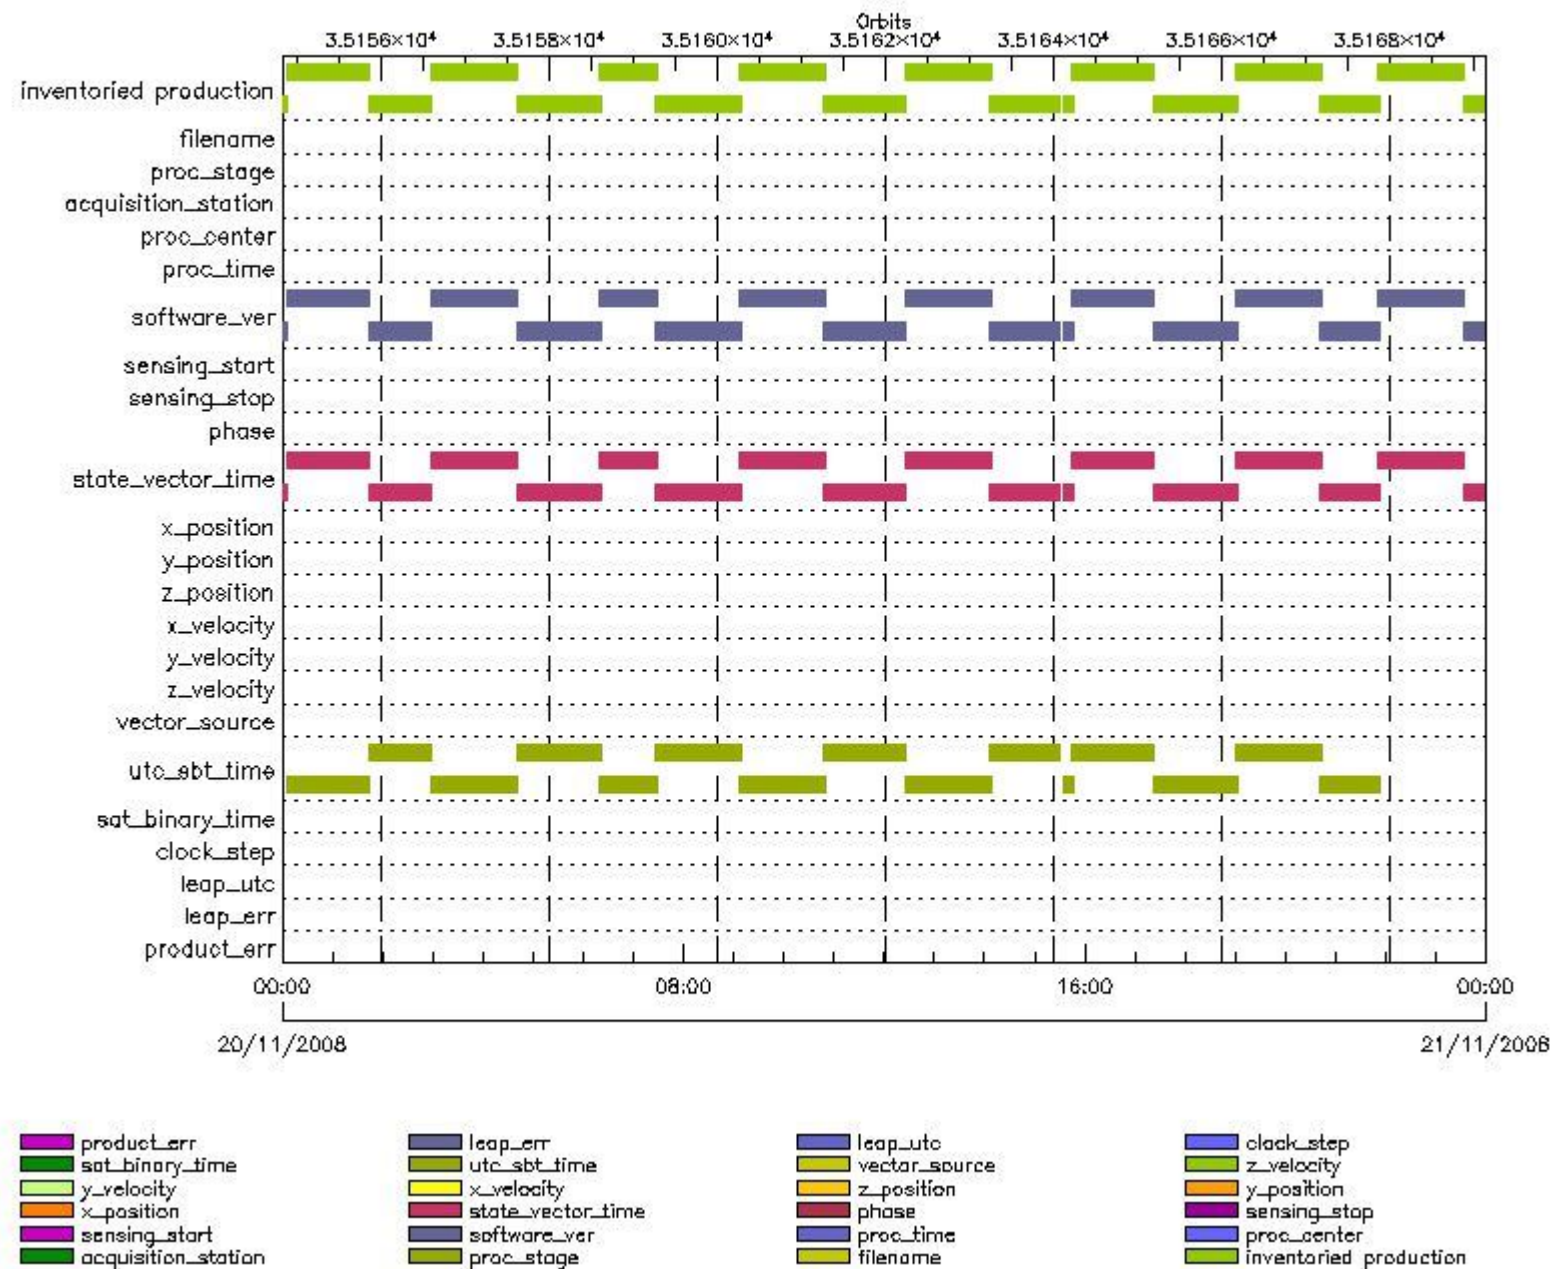 Orbits
3.5156×10⁴ 3.5158×10⁴ 3.5160×10⁴ 3.5162×10⁴ 3.5164×10⁴ 3.5166×10⁴ 3.5168×10⁴
inventoried production
filename
proc_stage
acquisition_station
proc_center
proc_time
software_ver
sensing_start
sensing_stop
phase
state_vector_time
x_position
y_position
z_position
x_velocity
y_velocity
z_velocity
vector_source
utc_sbt_time
sat_binary_time
clock_step
leap_utc
leap_err
product_err
00:00 08:00 16:00 00:00
20/11/2008 21/11/2008
product_err leap_err leap_utc clock_step
sat_binary_time utc_sbt_time vector_source z_velocity
y_velocity x_velocity z_position y_position
x_position state_vector_time phase sensing_stop
sensing_start software_ver proc_time proc_center
acquisition_station proc_stage filename inventoried production